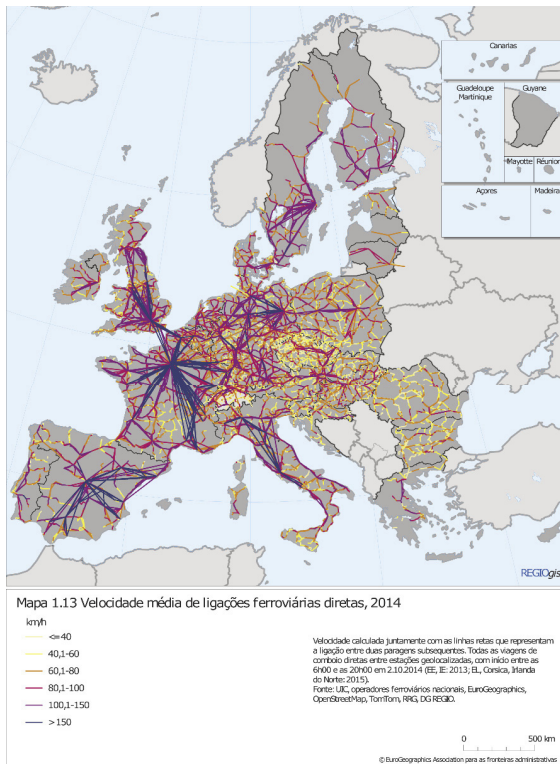 Canarias
Guadeloupe
Martinique
Guyane
Mayotte
Réunion
Açores
Madeira
REGIOgis
Mapa 1.13 Velocidade média de ligações ferroviárias diretas, 2014
km/h
<=40
40,1-60
60,1-80
80,1-100
100,1-150
>150
Velocidade calculada juntamente com as linhas retas que representam
a ligação entre duas paragens subsequentes. Todas as viagens de
comboio diretas entre estações geolocalizadas, com início entre as
6h00 e as 20h00 em 2.10.2014 (EE, IE: 2013; EL, Corsica, Irlanda
do Norte: 2015).
Fonte: UIC, operadores ferroviários nacionais, EuroGeographics,
OpenStreetMap, TomTom, RRG, DG REGIO.
0 500 km
© EuroGeographics Association para as fronteiras administrativas